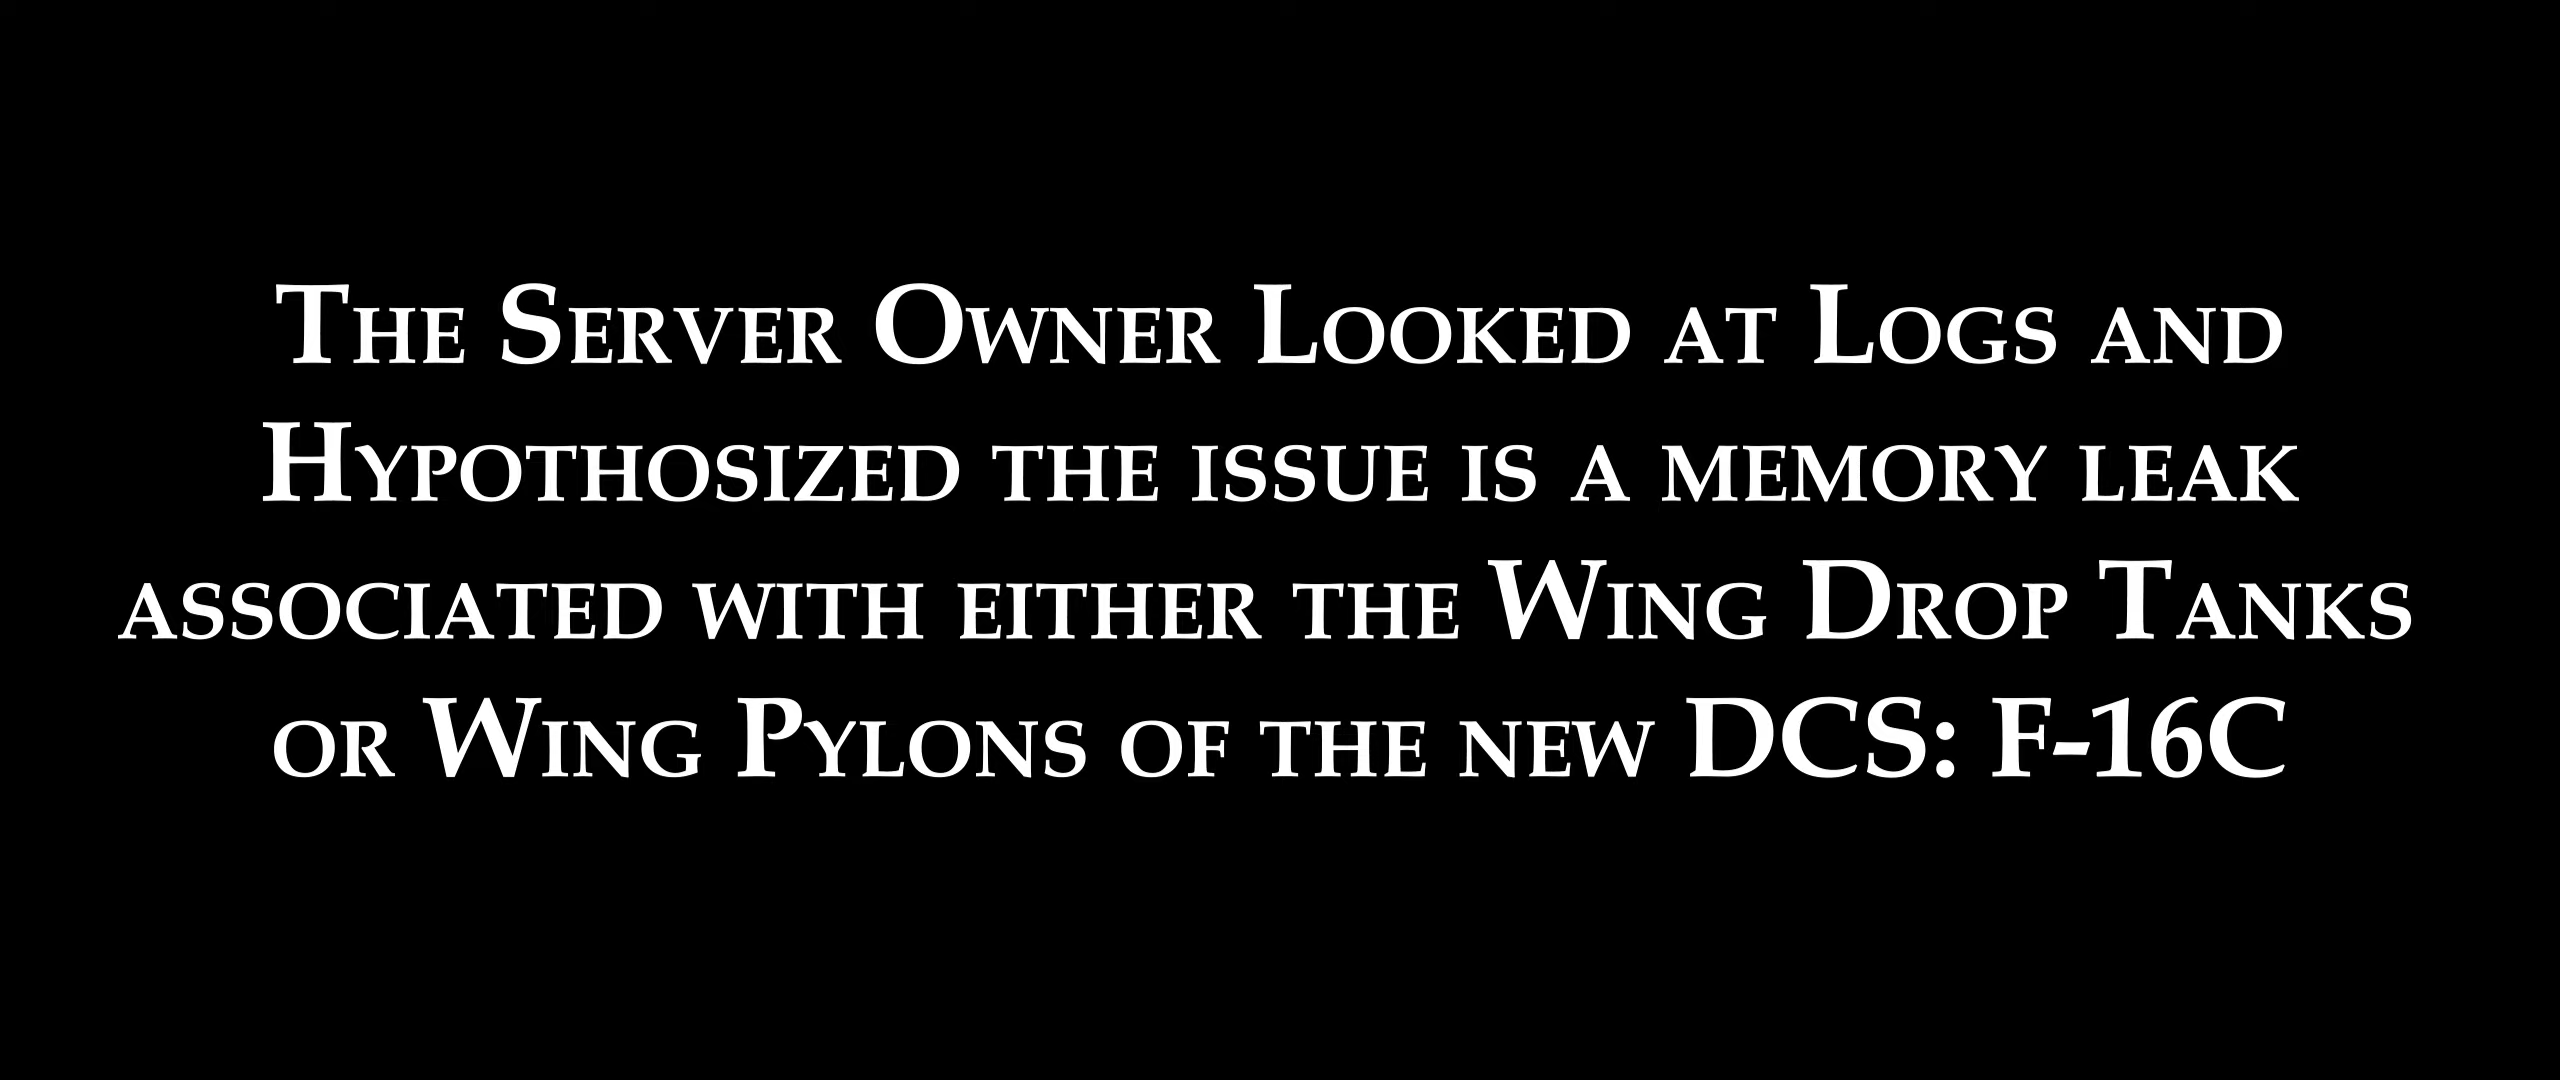 The Server Owner Looked at Logs and
Hypothosized the issue is a memory leak
associated with either the Wing Drop Tanks
or Wing Pylons of the new DCS: F-16C